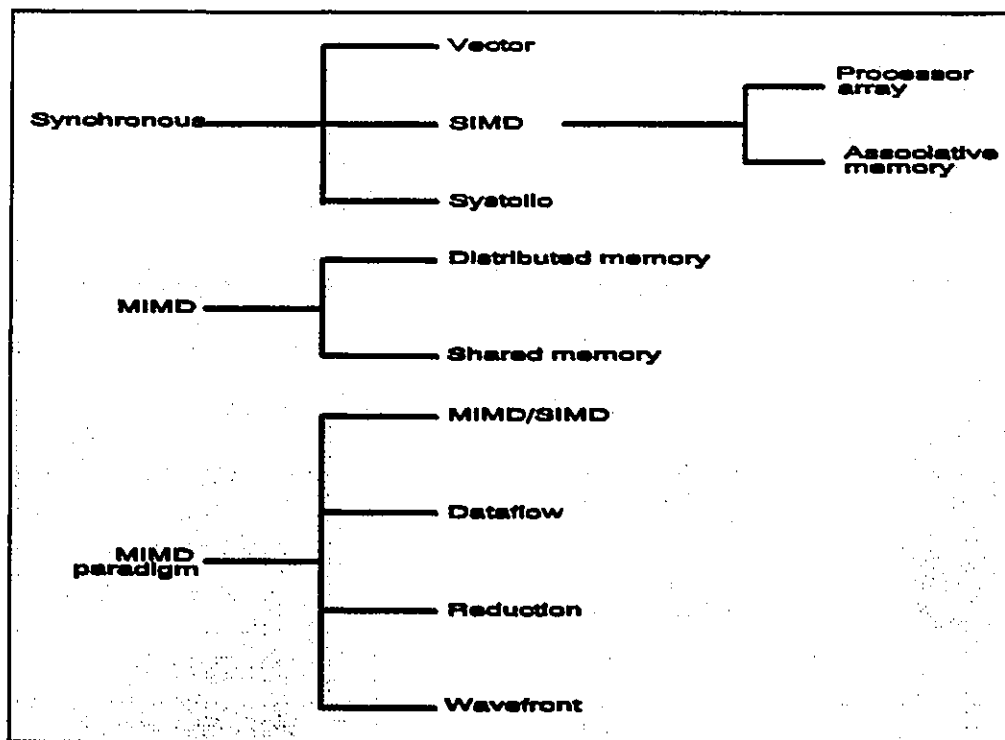 Vector
Processor
array
Synchronous
SIMD
Associative
memory
Systolic
Distributed memory
MIMD
Shared memory
MIMD/SIMD
Dataflow
MIMD
paradigm
Reduction
Wavefront